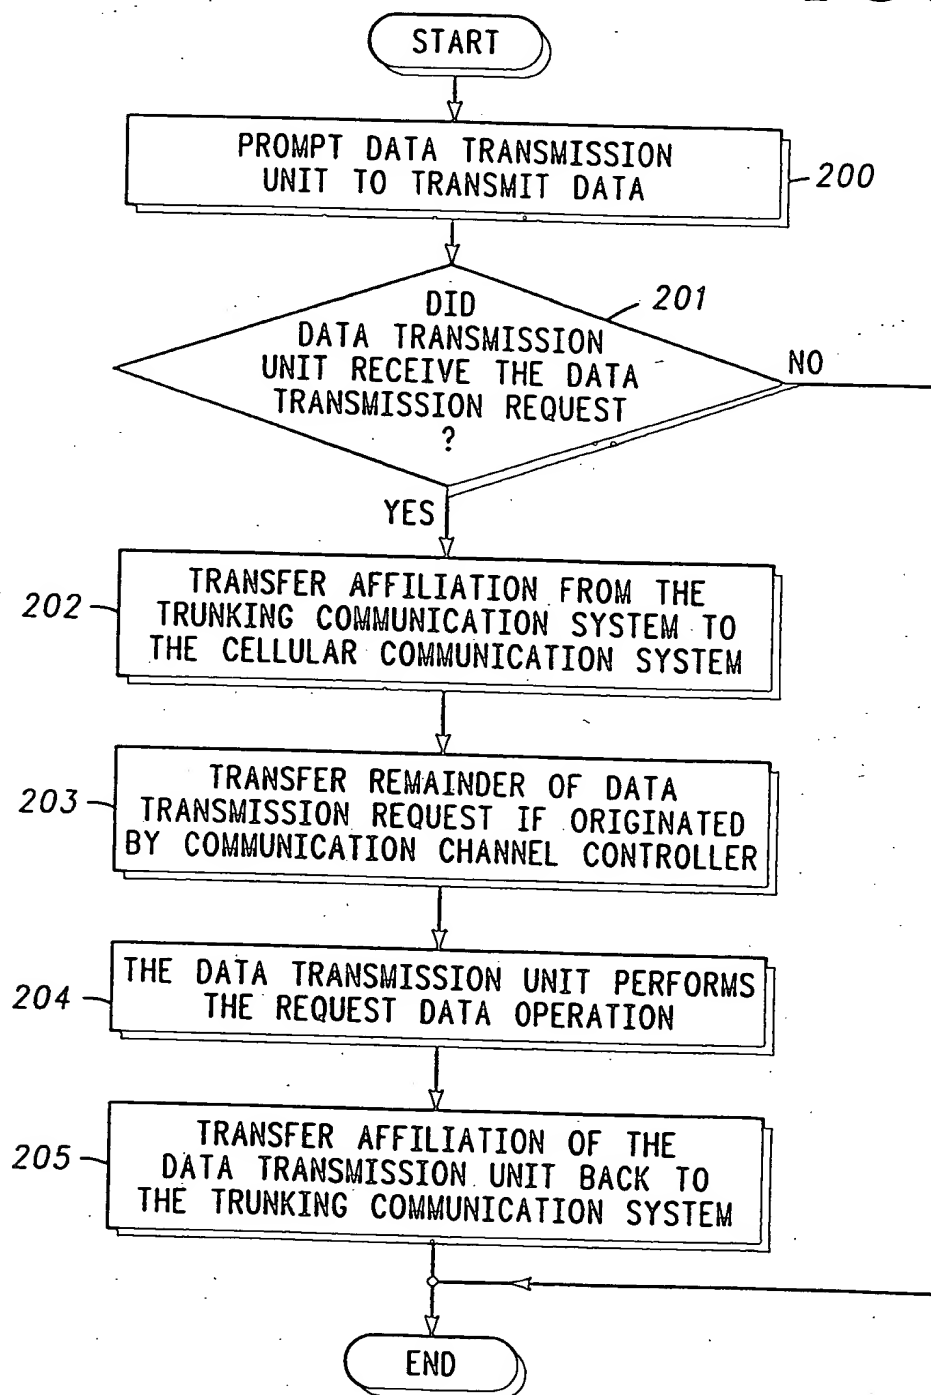 START
PROMPT DATA TRANSMISSION
UNIT TO TRANSMIT DATA
200
DID
DATA TRANSMISSION
UNIT RECEIVE THE DATA
TRANSMISSION REQUEST
?
201
NO
YES
202
TRANSFER AFFILIATION FROM THE
TRUNKING COMMUNICATION SYSTEM TO
THE CELLULAR COMMUNICATION SYSTEM
203
TRANSFER REMAINDER OF DATA
TRANSMISSION REQUEST IF ORIGINATED
BY COMMUNICATION CHANNEL CONTROLLER
204
THE DATA TRANSMISSION UNIT PERFORMS
THE REQUEST DATA OPERATION
205
TRANSFER AFFILIATION OF THE
DATA TRANSMISSION UNIT BACK TO
THE TRUNKING COMMUNICATION SYSTEM
END